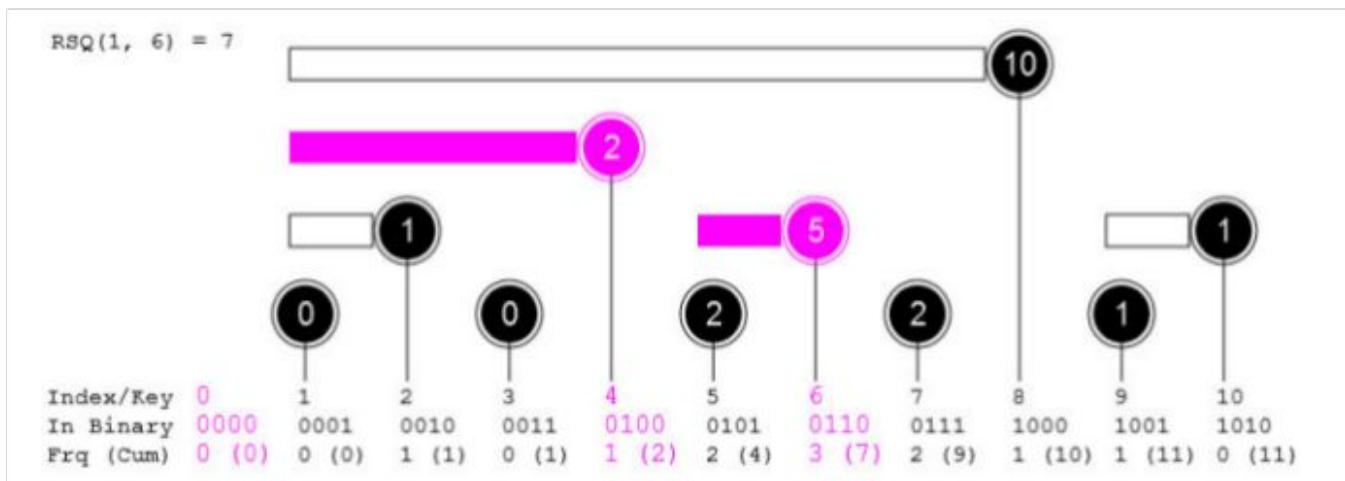 RSQ(1, 6) = 7
10
2
1
5
1
0
0
2
2
1
Index/Key 0 1 2 3 4 5 6 7 8 9 10
In Binary 0000 0001 0010 0011 0100 0101 0110 0111 1000 1001 1010
Frq (Cum) 0 (0) 0 (0) 1 (1) 0 (1) 1 (2) 2 (4) 3 (7) 2 (9) 1 (10) 1 (11) 0 (11)